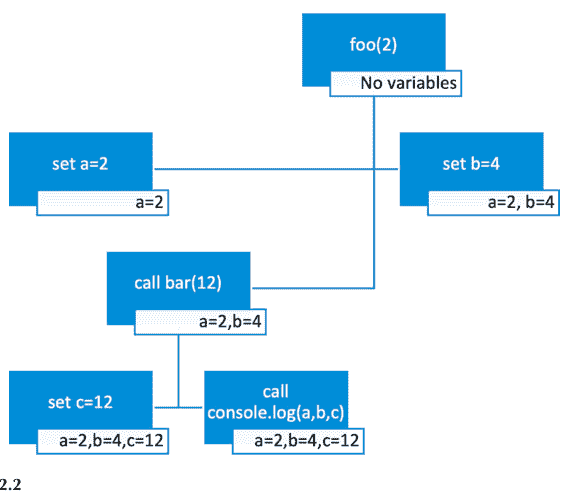 foo(2)
No variables
set a=2
a=2
set b=4
a=2, b=4
call bar(12)
a=2,b=4
set c=12
a=2,b=4,c=12
call
console.log(a,b,c)
a=2,b=4,c=12
2.2